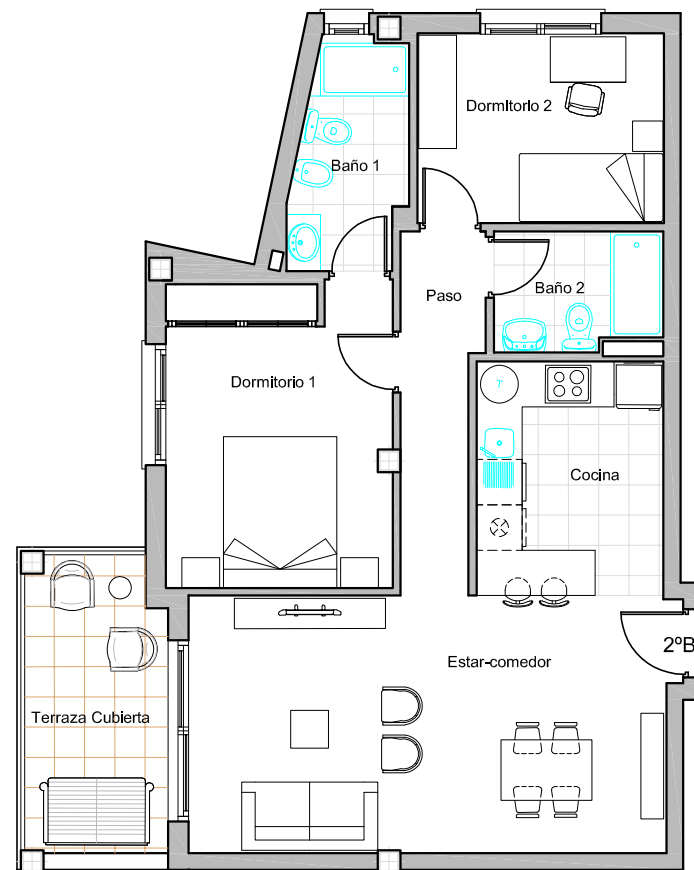 Dormitorio 2
Baño 1
Baño 2
Paso
Dormitorio 1
T
Cocina
2ºB
Estar-comedor
Terraza Cubierta